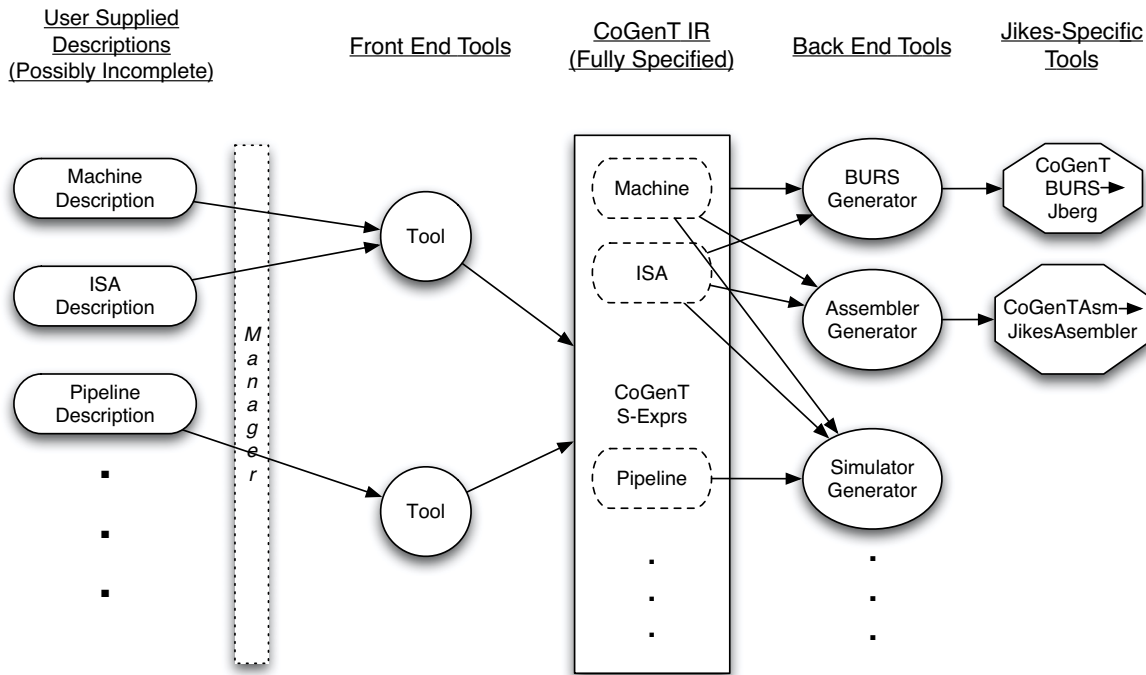 User Supplied
Descriptions
(Possibly Incomplete)
Front End Tools
CoGenT IR
(Fully Specified)
Back End Tools
Jikes-Specific
Tools
Machine
Description
ISA
Description
Pipeline
Description
M
a
n
a
g
e
r
Tool
Tool
Machine
ISA
CoGenT
S-Exprs
Pipeline
BURS
Generator
Assembler
Generator
Simulator
Generator
CoGenT
BURS
Jberg
CoGenTAsm
JikesAsembler